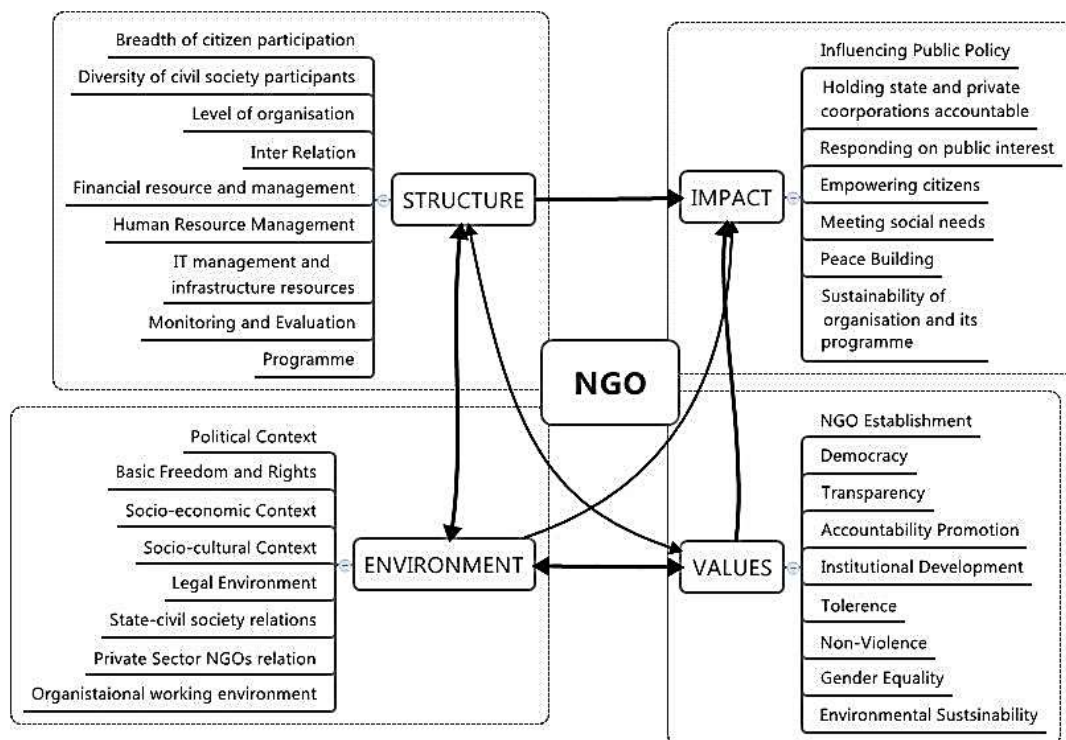 Breadth of citizen participation
Diversity of civil society participants
Level of organisation
Inter Relation
Financial resource and management
Human Resource Management
IT management and
infrastructure resources
Monitoring and Evaluation
Programme
STRUCTURE
IMPACT
Influencing Public Policy
Holding state and private
coorporations accountable
Responding on public interest
Empowering citizens
Meeting social needs
Peace Building
Sustainability of
organisation and its
programme
NGO
Political Context
Basic Freedom and Rights
Socio-economic Context
Socio-cultural Context
Legal Environment
State-civil society relations
Private Sector NGOs relation
Organistaional working environment
ENVIRONMENT
VALUES
NGO Establishment
Democracy
Transparency
Accountability Promotion
Institutional Development
Tolerence
Non-Violence
Gender Equality
Environmental Sustsinability